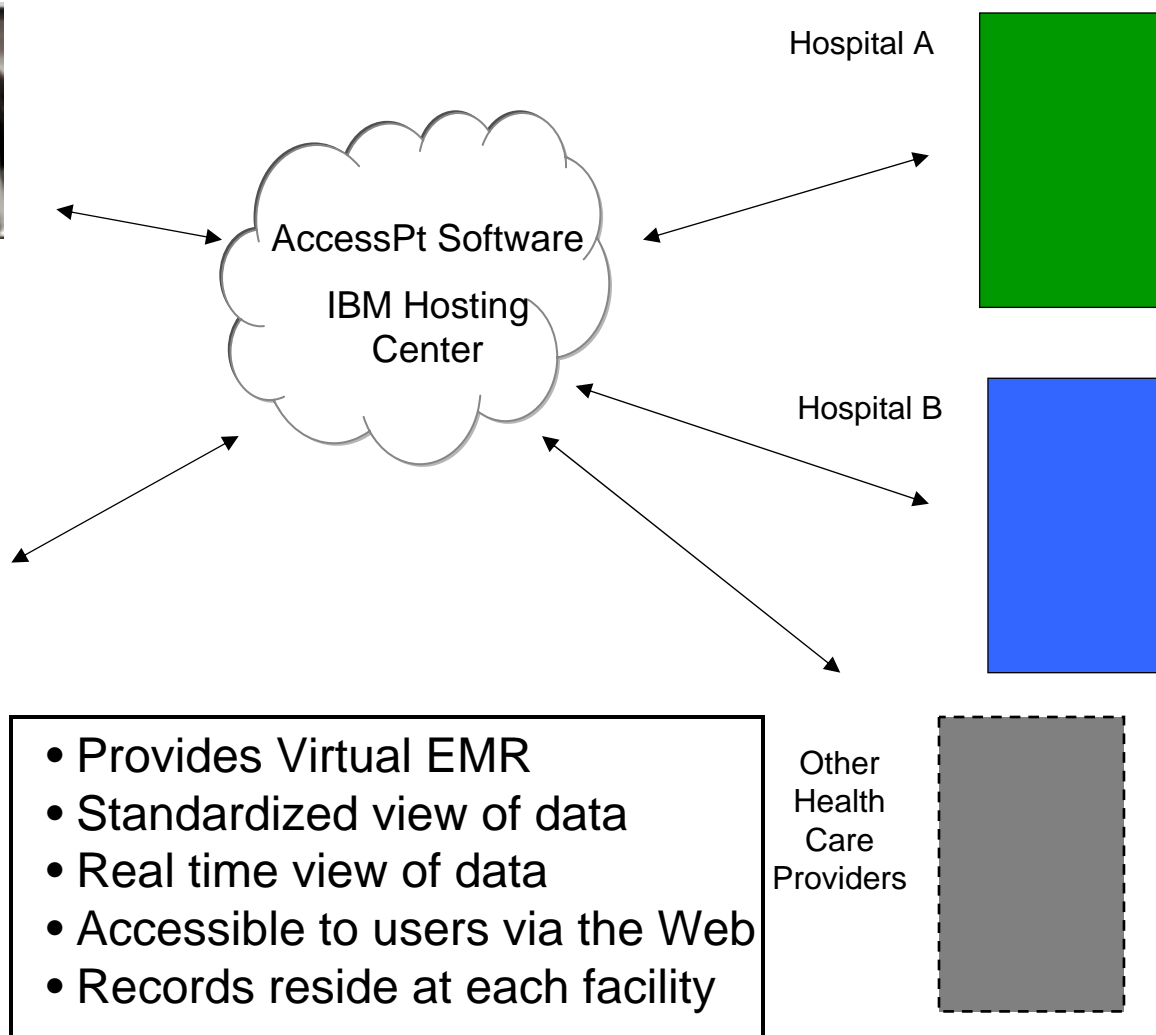 Hospital A
AccessPt Software
IBM Hosting
Center
Hospital B
• Provides Virtual EMR
• Standardized view of data
• Real time view of data
• Accessible to users via the Web
• Records reside at each facility
Other
Health
Care
Providers